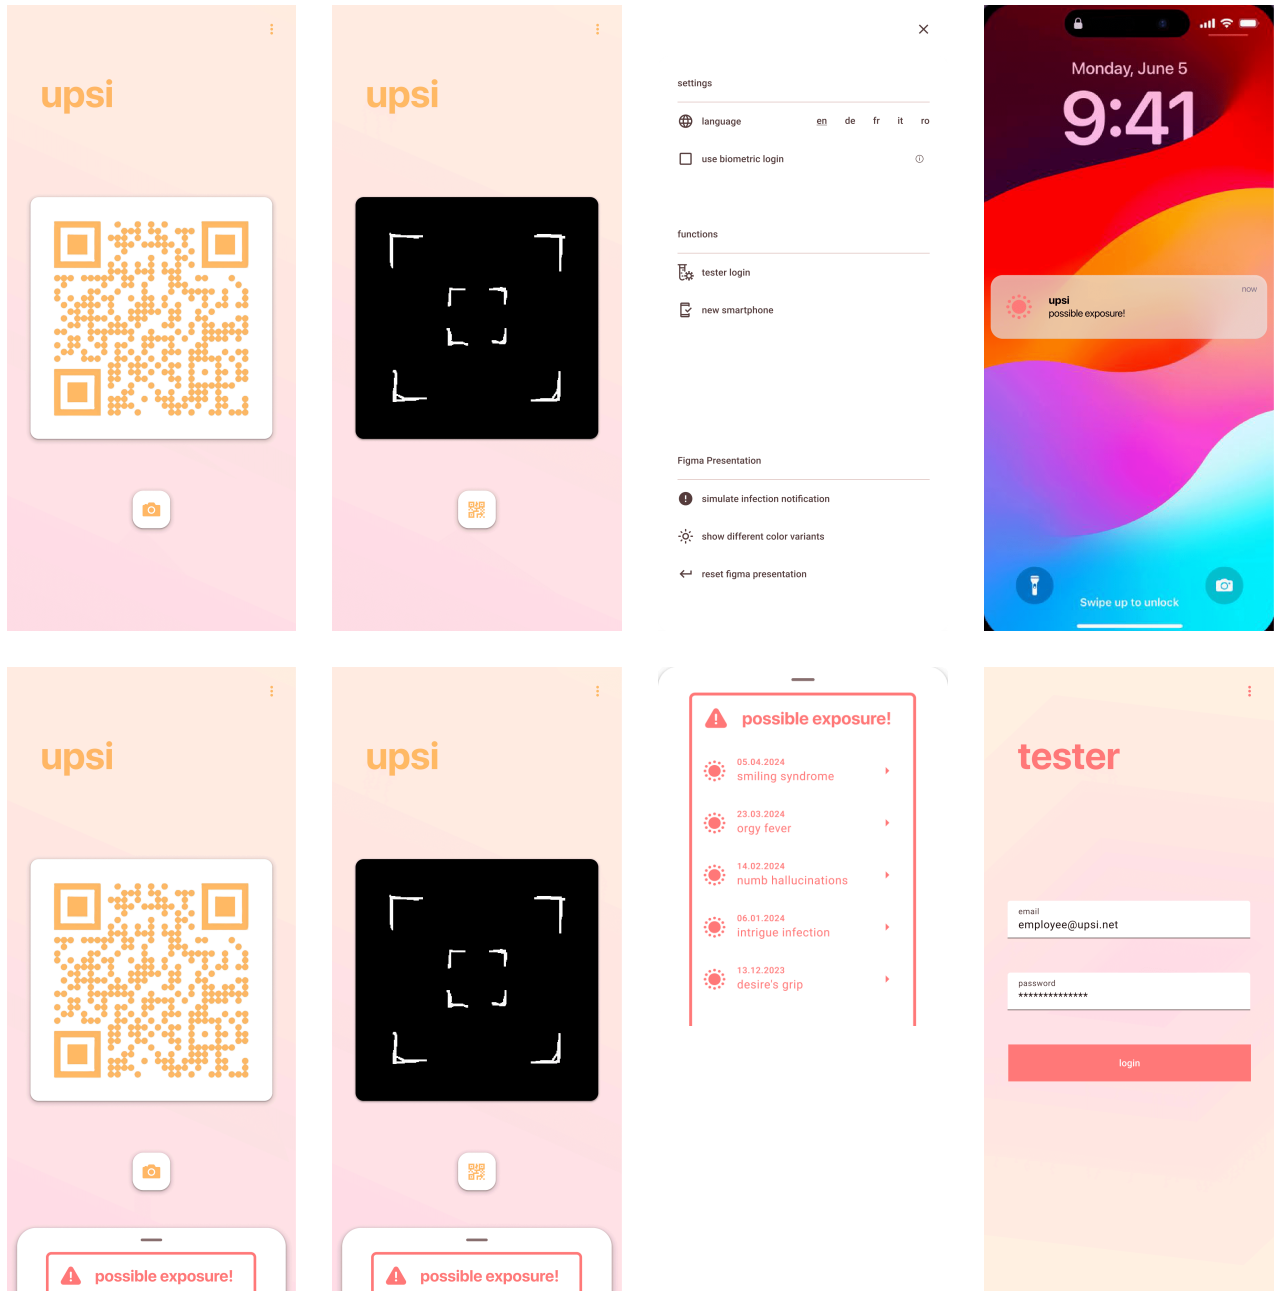 upsi
upsi
settings
language en de fr it ro
use biometric login
functions
tester login
new smartphone
Figma Presentation
simulate infection notification
show different color variants
reset figma presentation
Monday, June 5
9:41
upsi
now
possible exposure!
Swipe up to unlock
upsi
possible exposure!
upsi
possible exposure!
possible exposure!
05.04.2024
smiling syndrome
23.03.2024
orgy fever
14.02.2024
numb hallucinations
06.01.2024
intrigue infection
13.12.2023
desire's grip
tester
email
employee@upsi.net
password
**************
login